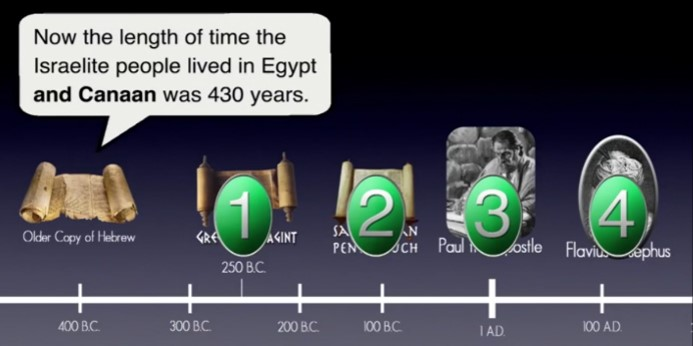 Now the length of time the
Israelite people lived in Egypt
and Canaan was 430 years.
1
2
3
4
Older Copy of Hebrew
Paul
250 B.C.
400 B.C.
300 B.C.
200 B.C.
100 B.C.
1 A.D.
100 A.D.